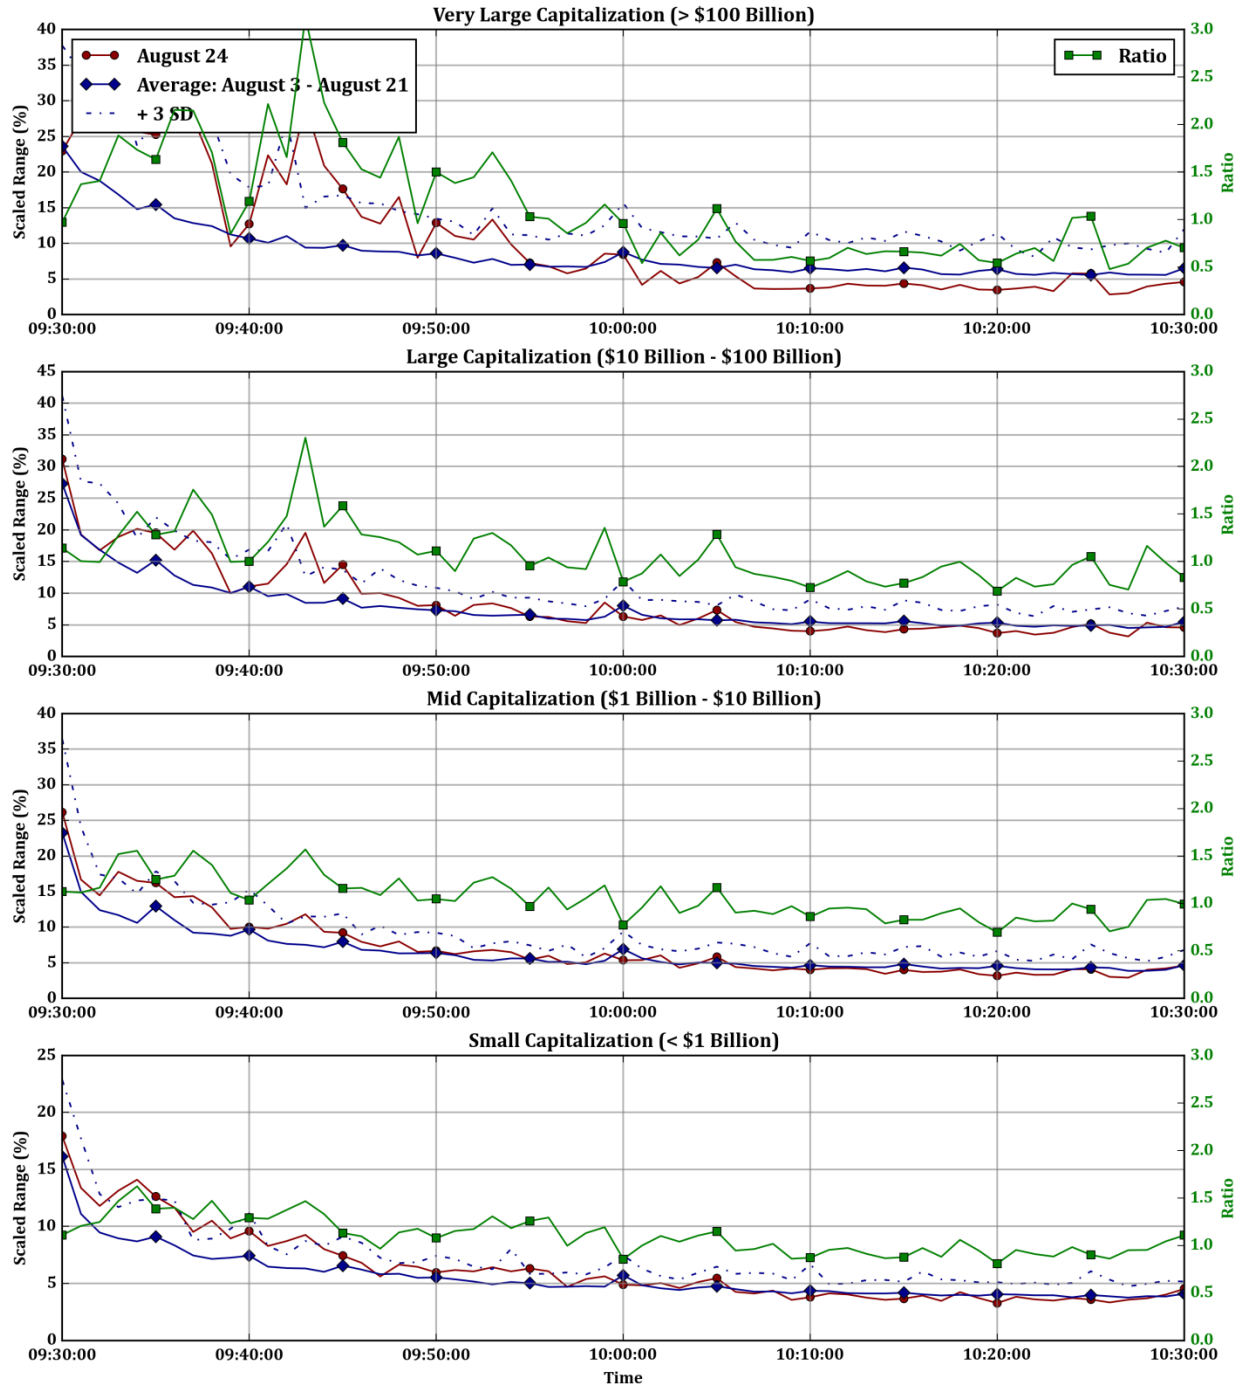 Very Large Capitalization (> $100 Billion)
40
35
30
25
20
15
10
5
0
Scaled Range (%)
August 24
Average: August 3 - August 21
+ 3 SD
Ratio
3.0
2.5
2.0
1.5
1.0
0.5
0.0
Ratio
09:30:00 09:40:00 09:50:00 10:00:00 10:10:00 10:20:00 10:30:00
Large Capitalization ($10 Billion - $100 Billion)
45
40
35
30
25
20
15
10
5
0
Scaled Range (%)
3.0
2.5
2.0
1.5
1.0
0.5
0.0
Ratio
09:30:00 09:40:00 09:50:00 10:00:00 10:10:00 10:20:00 10:30:00
Mid Capitalization ($1 Billion - $10 Billion)
40
35
30
25
20
15
10
5
0
Scaled Range (%)
3.0
2.5
2.0
1.5
1.0
0.5
0.0
Ratio
09:30:00 09:40:00 09:50:00 10:00:00 10:10:00 10:20:00 10:30:00
Small Capitalization (< $1 Billion)
25
20
15
10
5
0
Scaled Range (%)
3.0
2.5
2.0
1.5
1.0
0.5
0.0
Ratio
09:30:00 09:40:00 09:50:00 10:00:00 10:10:00 10:20:00 10:30:00
Time